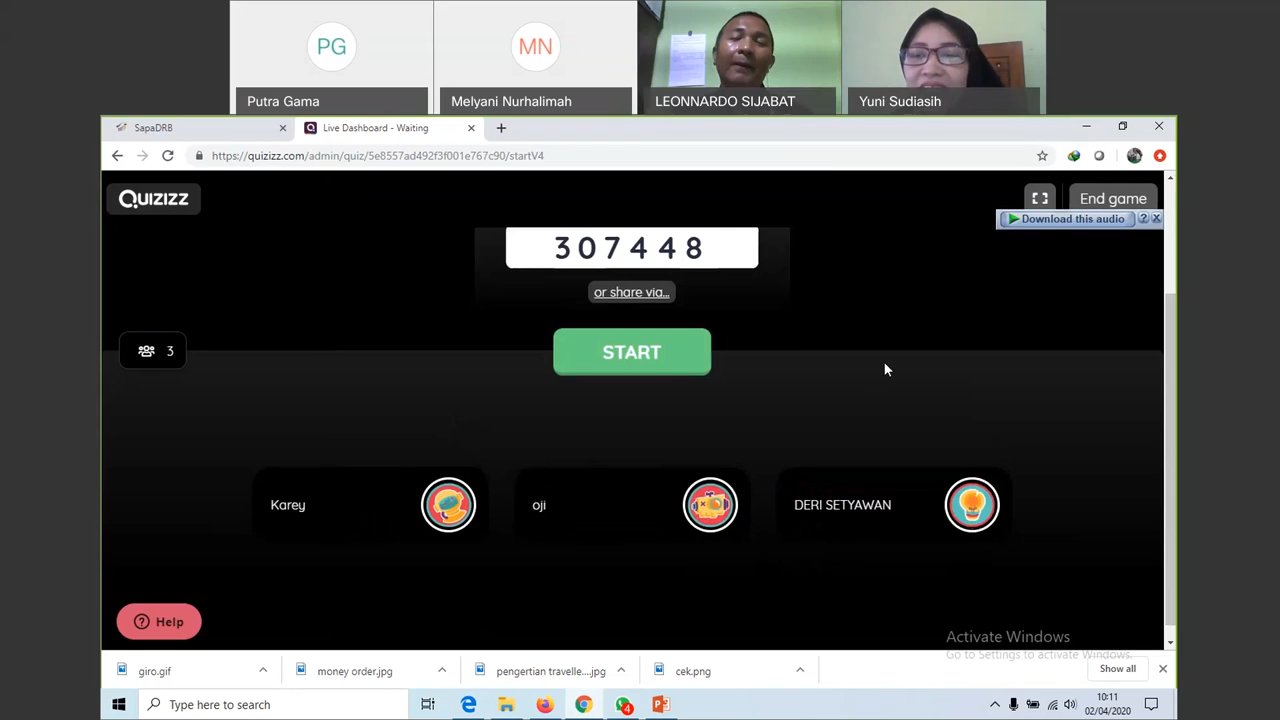 PG
MN
Putra Gama
Melyani Nurhalimah
LEONNARDO SIJABAT
Yuni Sudiasih
SapaDRB
Live Dashboard - Waiting
https://quizizz.com/admin/quiz/5e8557ad492f3f001e767c90/startV4
QUIZIZZ
End game
Download this audio
307448
or share via...
3
START
Karey
oji
DERI SETYAWAN
Help
Activate Windows
Go to Settings to activate Windows.
giro.gif
money order.jpg
pengertian travelle....jpg
cek.png
Show all
Type here to search
4
10:11
02/04/2020